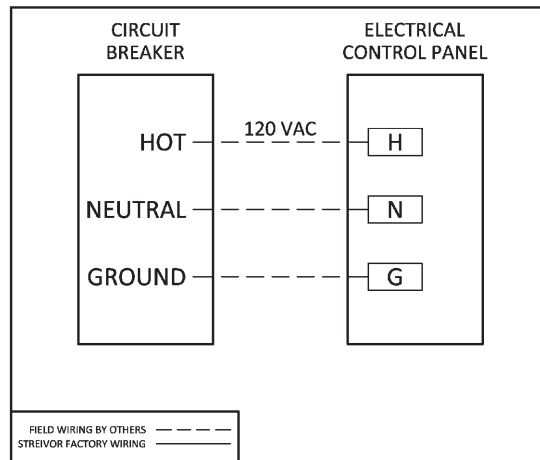 CIRCUIT
BREAKER
ELECTRICAL
CONTROL PANEL
HOT
120 VAC
H
NEUTRAL
N
GROUND
G
FIELD WIRING BY OTHERS
STREIVOR FACTORY WIRING